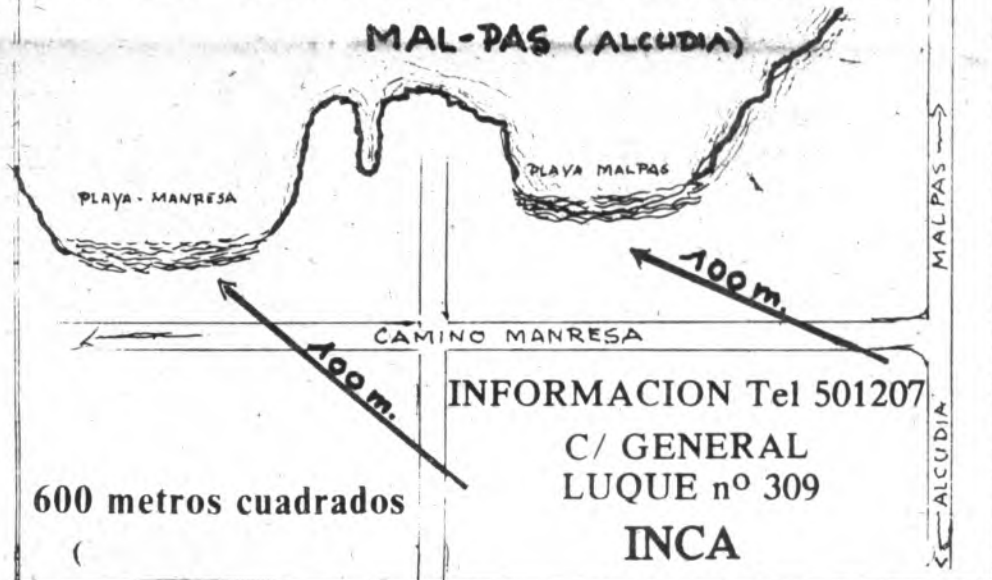 MAL-PAS (ALCUDIA)
PLAYA-MANRESA
PLAYA MALPAS
MALPAS
100 m.
100 m.
CAMINO MANRESA
INFORMACION Tel 501207
C/ GENERAL
LUQUE nº 309
INCA
600 metros cuadrados
(
ALCUDIA